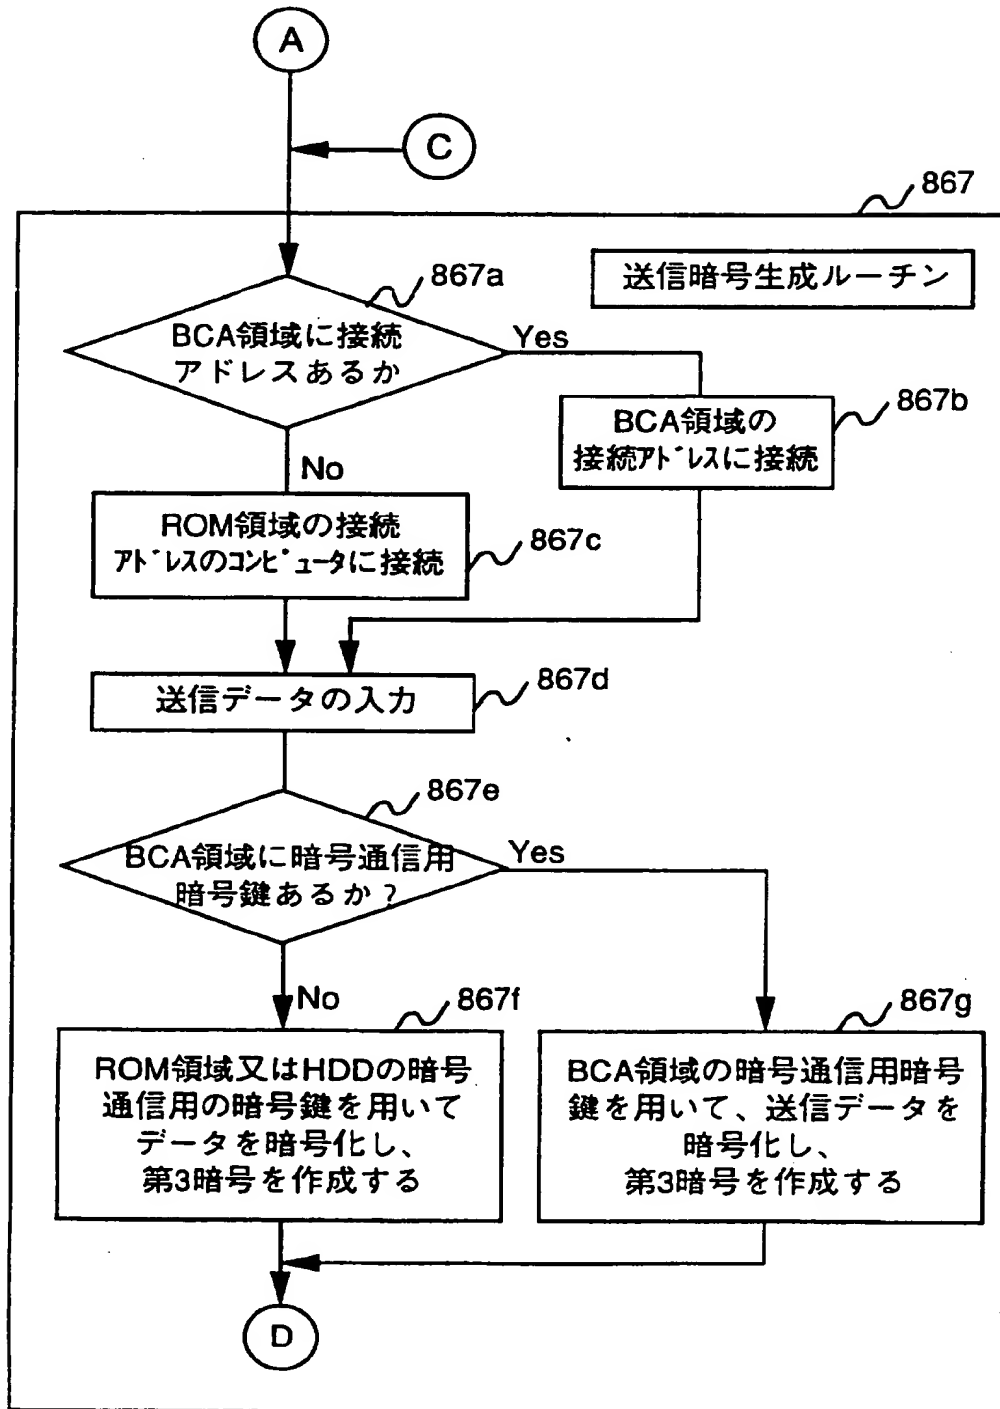 A
C
867
送信暗号生成ルーチン
867a
BCA領域に接続
アドレスあるか
Yes
867b
BCA領域の
接続アドレスに接続
No
ROM領域の接続
アドレスのコンピュータに接続
867c
送信データの入力
867d
867e
BCA領域に暗号通信用
暗号鍵あるか?
Yes
No
867f
ROM領域又はHDDの暗号
通信用の暗号鍵を用いて
データを暗号化し、
第3暗号を作成する
867g
BCA領域の暗号通信用暗号
鍵を用いて、送信データを
暗号化し、
第3暗号を作成する
D